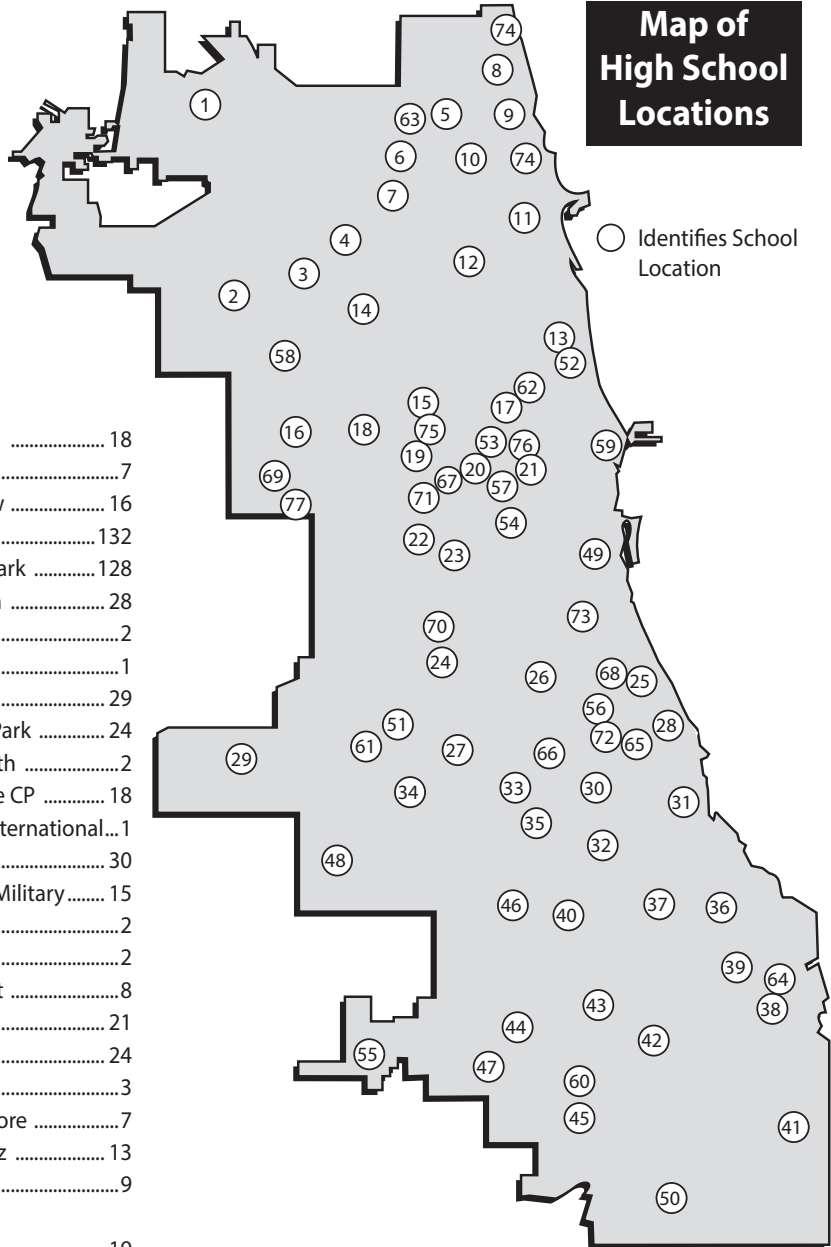 Map of
High School
Locations
Identifies School
Location
74
8
1
63 5 9
6 10 74
7
11
4
12
3
2
14
13
58 52
62
15 17
16 18 75 53 76 59
19 20 21
69 67 57
77 71
54
22 23 49
73
70
24 26 68 25
56
51 28
61 27 66 72 65
29
34 33 30 31
35
32
48
46 40 37 36
39 64
38
43
44 42
55 47
60
45 41
50
.................... 18
.........................7
.................... 16
.................... 132
ark ............. 128
.................... 28
.........................2
.........................1
......................... 29
Park .............. 24
th ....................2
e CP ............. 18
nternational...1
......................... 30
Military........ 15
.........................2
.........................2
t .......................8
......................... 21
......................... 24
.........................3
ore ..................7
z ................... 13
.........................9